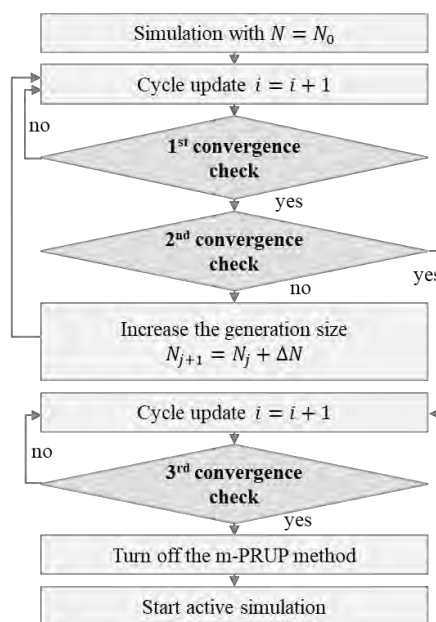 Simulation with 𝑁 = 𝑁₀
Cycle update 𝑖 = 𝑖 + 1
no
1st convergence
check
yes
2nd convergence
check
yes
no
Increase the generation size
𝑁ⱼ₊₁ = 𝑁ⱼ + Δ𝑁
Cycle update 𝑖 = 𝑖 + 1
no
3rd convergence
check
yes
Turn off the m-PRUP method
Start active simulation